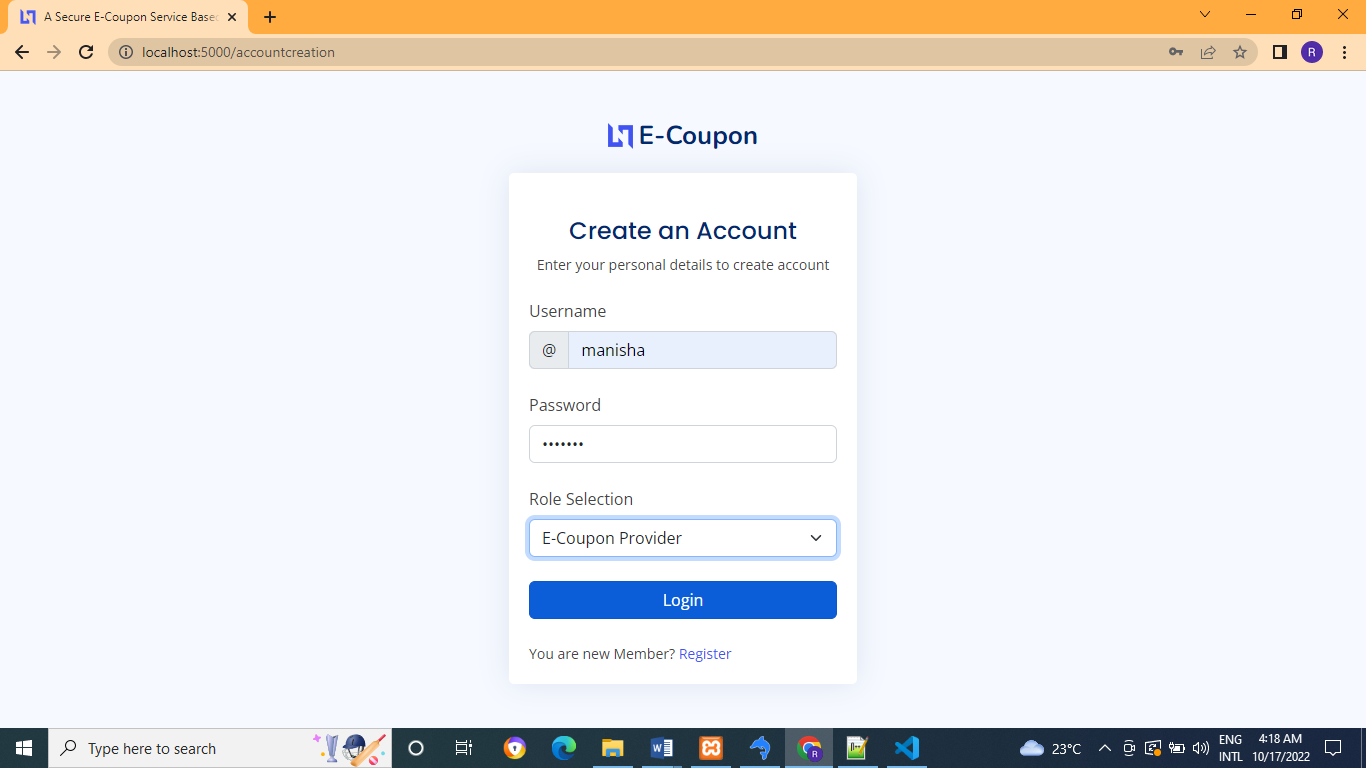 A Secure E-Coupon Service Base
localhost:5000/accountcreation
R
E-Coupon
Create an Account
Enter your personal details to create account
Username
@ manisha
Password
•••••••
Role Selection
E-Coupon Provider
Login
You are new Member? Register
Type here to search
23°C
ENG
INTL
4:18 AM
10/17/2022